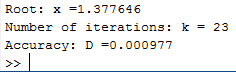 Root: x =1.377646
Number of iterations: k = 23
Accuracy: D =0.000977
>>